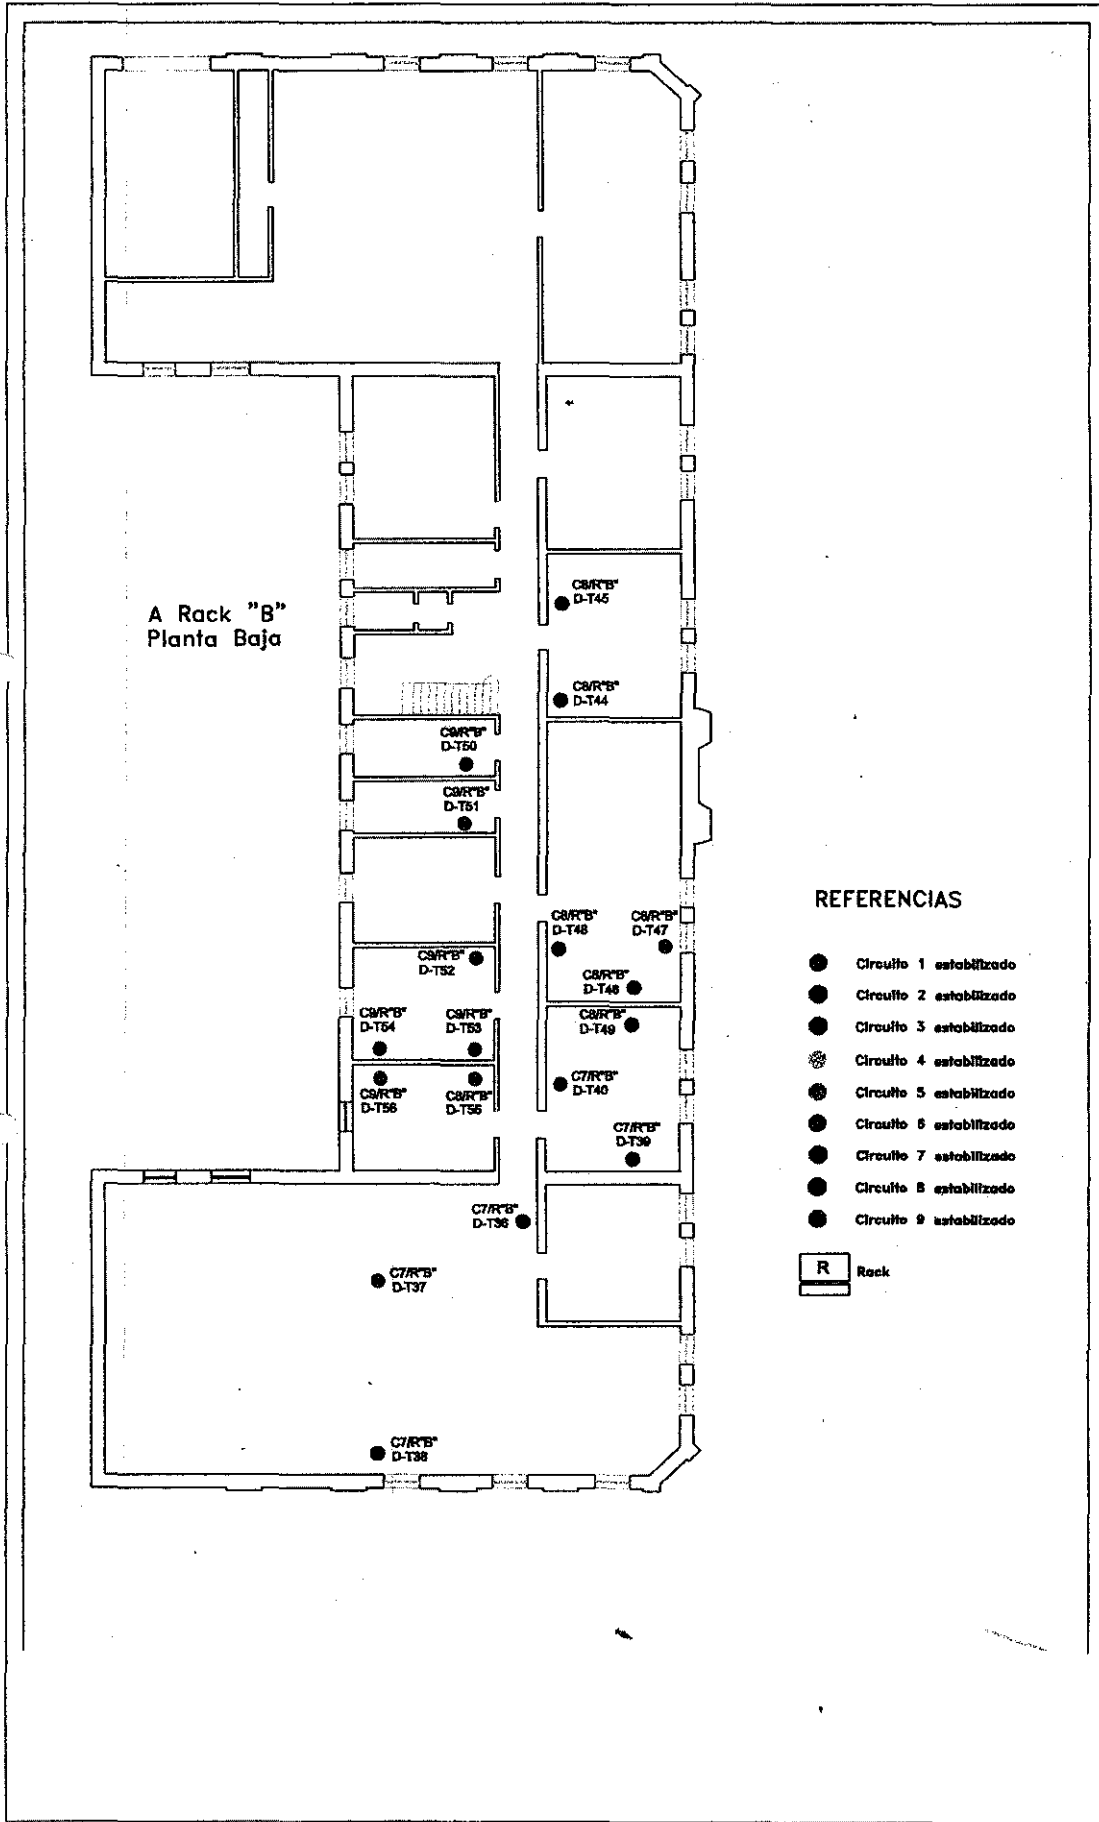 A Rack "B"
Planta Baja
C8/R"B"
D-T45
C8/R"B"
D-T44
C9/R"B"
D-T50
C9/R"B"
D-T51
C8/R"B"
D-T48
C8/R"B"
D-T47
C9/R"B"
D-T52
C8/R"B"
D-T46
C9/R"B"
D-T54
C9/R"B"
D-T53
C8/R"B"
D-T49
C9/R"B"
D-T56
C9/R"B"
D-T55
C7/R"B"
D-T40
C7/R"B"
D-T39
C7/R"B"
D-T36
C7/R"B"
D-T37
C7/R"B"
D-T38
REFERENCIAS
Circuito 1 estabilizado
Circuito 2 estabilizado
Circuito 3 estabilizado
Circuito 4 estabilizado
Circuito 5 estabilizado
Circuito 6 estabilizado
Circuito 7 estabilizado
Circuito 8 estabilizado
Circuito 9 estabilizado
R Rack